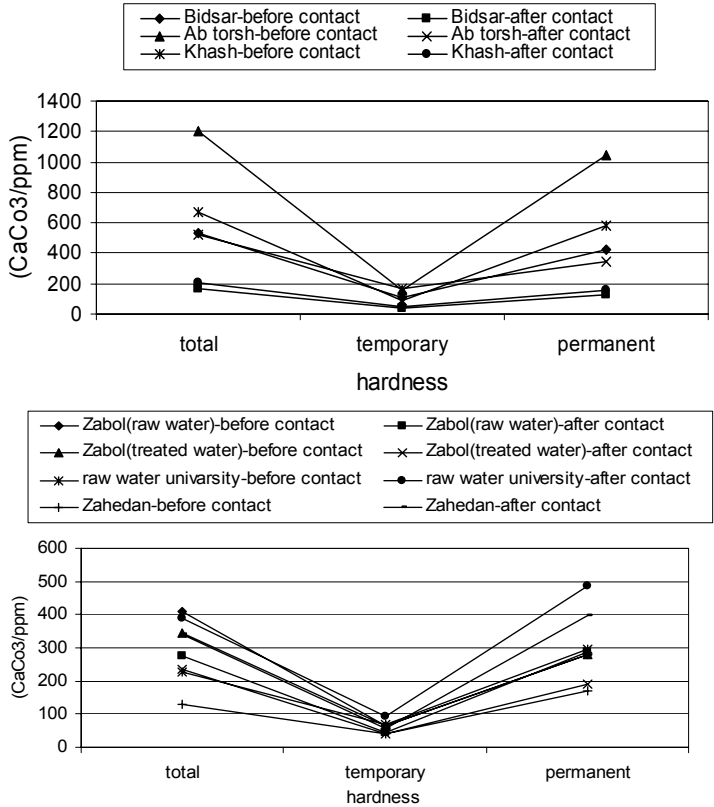 Bidsar-before contact Bidsar-after contact
Ab torsh-before contact Ab torsh-after contact
Khash-before contact Khash-after contact
1400
1200
1000
800
600
400
200
0
(CaCo3/ppm)
total temporary permanent
hardness
Zabol(raw water)-before contact Zabol(raw water)-after contact
Zabol(treated water)-before contact Zabol(treated water)-after contact
raw water univarsity-before contact raw water university-after contact
Zahedan-before contact Zahedan-after contact
600
500
400
300
200
100
0
(CaCo3/ppm)
total temporary permanent
hardness